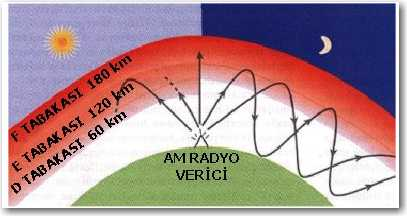 F TABAKASI 180 km
E TABAKASI 120 km
D TABAKASI 60 km
AM RADYO
VERİCİ